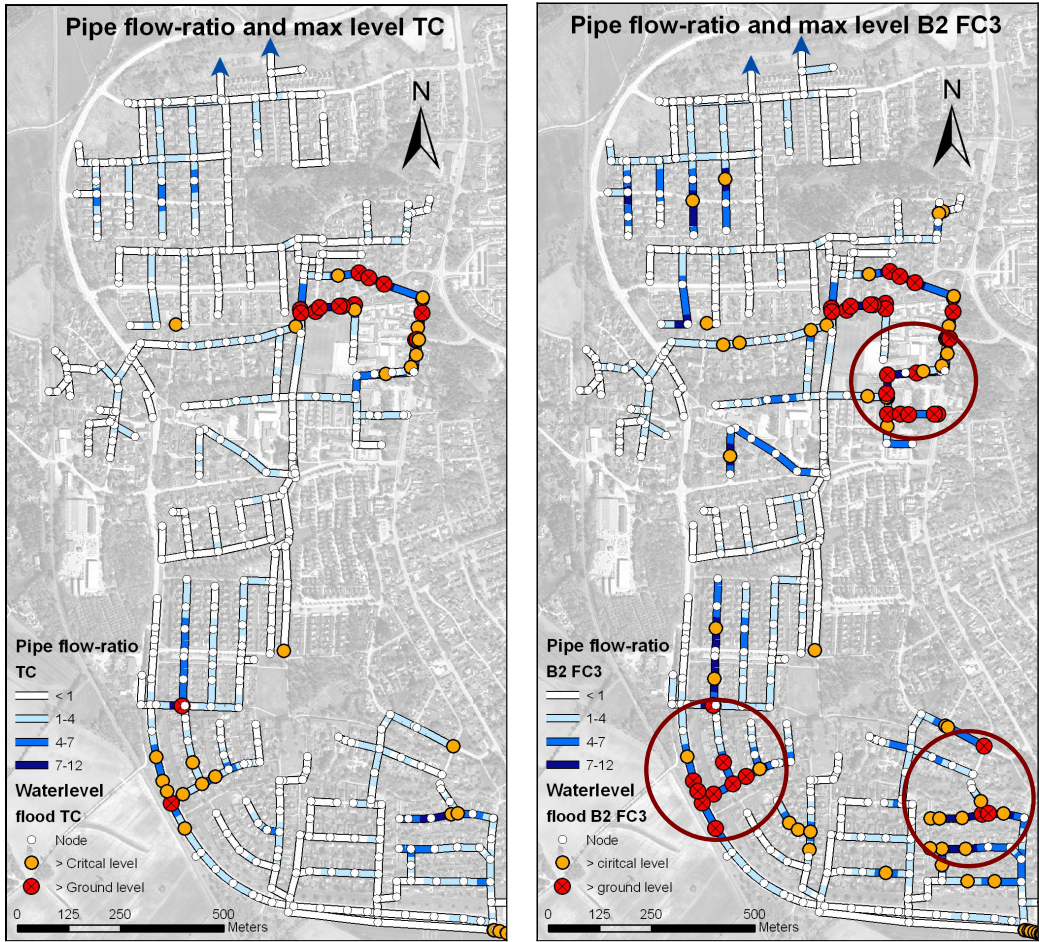 Pipe flow-ratio and max level TC
N
Pipe flow-ratio
TC
< 1
1-4
4-7
7-12
Waterlevel
flood TC
Node
> Critcal level
> Ground level
0 125 250 500
Meters
Pipe flow-ratio and max level B2 FC3
N
Pipe flow-ratio
B2 FC3
< 1
1-4
4-7
7-12
Waterlevel
flood B2 FC3
Node
> ciritcal level
> ground level
0 125 250 500
Meters